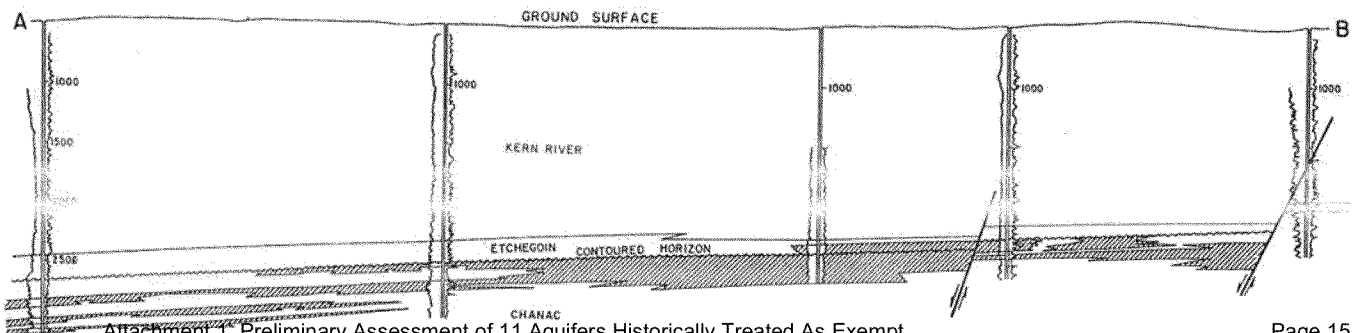 GROUND SURFACE
A B
1000 1000 1000 1000 1000
1500
KERN RIVER
2500
ETCHEGOIN CONTOURED HORIZON
CHANAC
Attachment 1 Preliminary Assessment of 11 Aquifers Historically Treated As Exempt Page 15